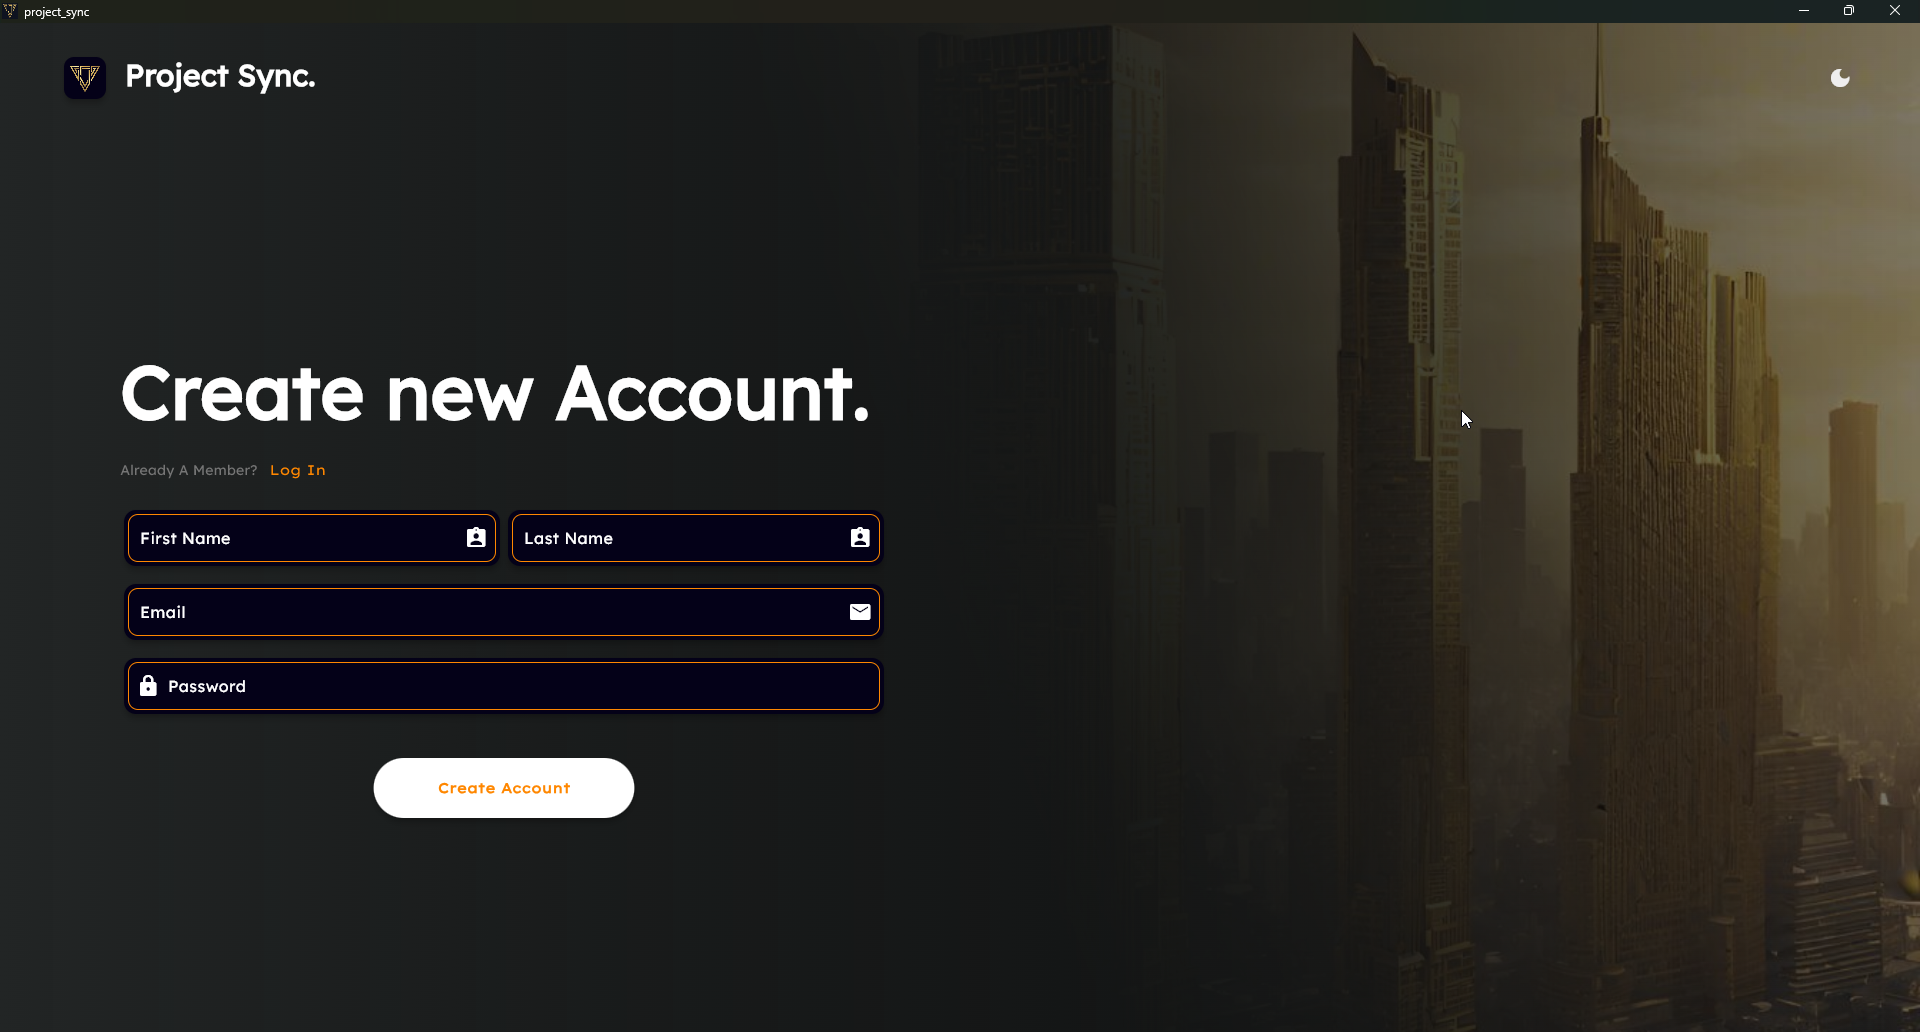 project_sync
Project Sync.
Create new Account.
Already A Member? Log In
First Name
Last Name
Email
Password
Create Account